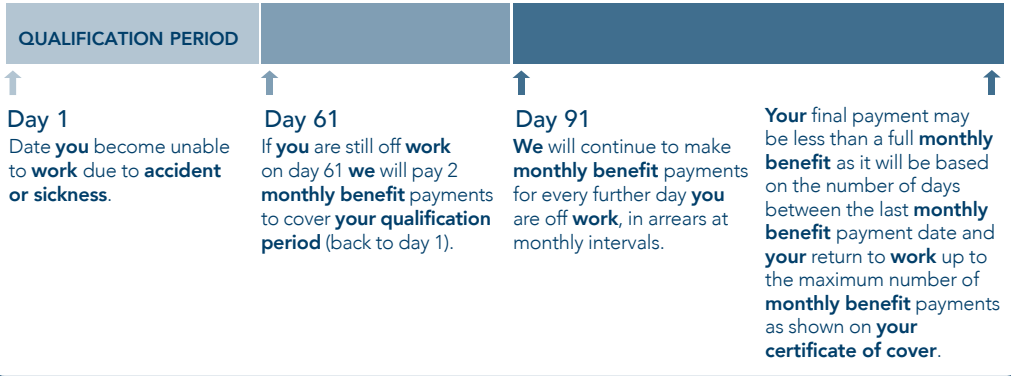 QUALIFICATION PERIOD
Day 1
Date you become unable
to work due to accident
or sickness.
Day 61
If you are still off work
on day 61 we will pay 2
monthly benefit payments
to cover your qualification
period (back to day 1).
Day 91
We will continue to make
monthly benefit payments
for every further day you
are off work, in arrears at
monthly intervals.
Your final payment may
be less than a full monthly
benefit as it will be based
on the number of days
between the last monthly
benefit payment date and
your return to work up to
the maximum number of
monthly benefit payments
as shown on your
certificate of cover.